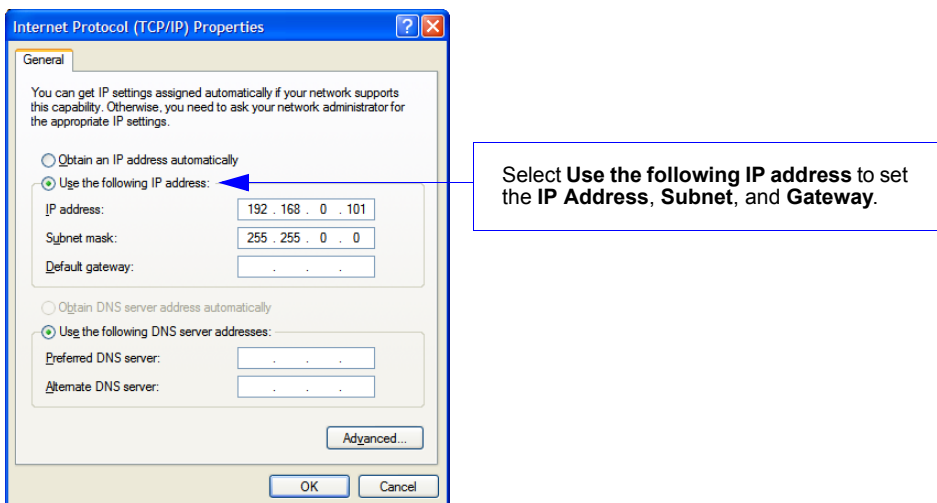 Internet Protocol (TCP/IP) Properties
General
You can get IP settings assigned automatically if your network supports
this capability. Otherwise, you need to ask your network administrator for
the appropriate IP settings.
Obtain an IP address automatically
Use the following IP address:
IP address: 192 . 168 . 0 . 101
Subnet mask: 255 . 255 . 0 . 0
Default gateway: . . .
Obtain DNS server address automatically
Use the following DNS server addresses:
Preferred DNS server: . . .
Alternate DNS server: . . .
Advanced...
OK Cancel
Select Use the following IP address to set
the IP Address, Subnet, and Gateway.